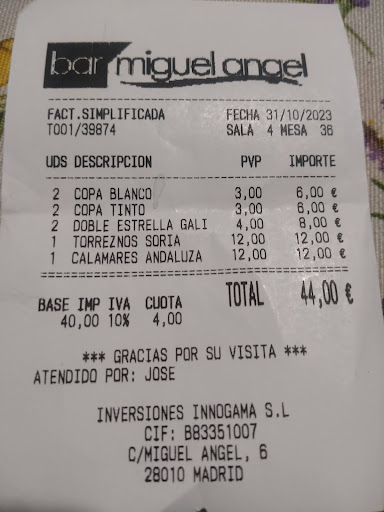 bar miguel angel
FACT.SIMPLIFICADA FECHA 31/10/2023
T001/39874 SALA 4 MESA 36
UDS DESCRIPCION PVP IMPORTE
2 COPA BLANCO 3,00 6,00 €
2 COPA TINTO 3,00 6,00 €
2 DOBLE ESTRELLA GALI 4,00 8,00 €
1 TORREZNOS SORIA 12,00 12,00 €
1 CALAMARES ANDALUZA 12,00 12,00 €
BASE IMP IVA CUOTA TOTAL 44,00 €
40,00 10% 4,00
*** GRACIAS POR SU VISITA ***
ATENDIDO POR: JOSE
INVERSIONES INNOGAMA S.L
CIF: B83351007
C/MIGUEL ANGEL, 6
28010 MADRID